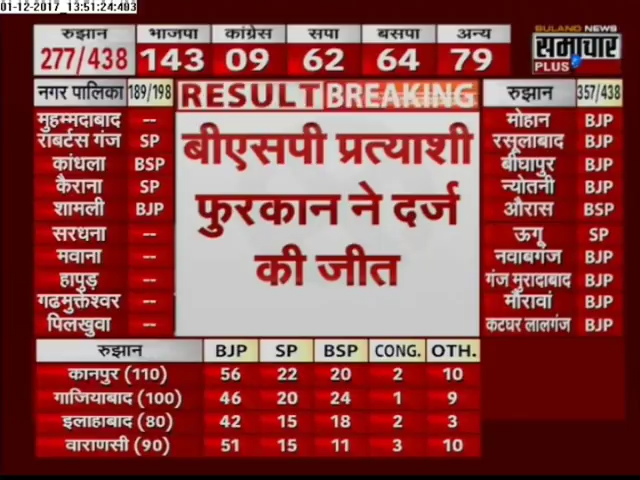 01-12-2017_13:51:24:403
रुझान भाजपा कांग्रेस सपा बसपा अन्य
277/438 143 09 62 64 79
BULAND NEWS
समाचार
PLUS
नगर पालिका 189/198
RESULT BREAKING
रुझान 357/438
मुहम्मदाबाद --
राबर्टस गंज SP
कांधला BSP
कैराना SP
शामली BJP
सरधना --
मवाना --
हापुड़ --
गढमुक्तेश्वर --
पिलखुवा --
बीएसपी प्रत्याशी
फुरकान ने दर्ज
की जीत
मोहान BJP
रसूलाबाद BJP
बीघापुर BJP
न्योतनी BJP
औरास BSP
ऊगू SP
नवाबगंज BJP
गंज मुरादाबाद BJP
मौरावां BJP
कटघर लालगंज BJP
रुझान BJP SP BSP CONG. OTH.
कानपुर (110) 56 22 20 2 10
गाजियाबाद (100) 46 20 24 1 9
इलाहाबाद (80) 42 15 18 2 3
वाराणसी (90) 51 15 11 3 10